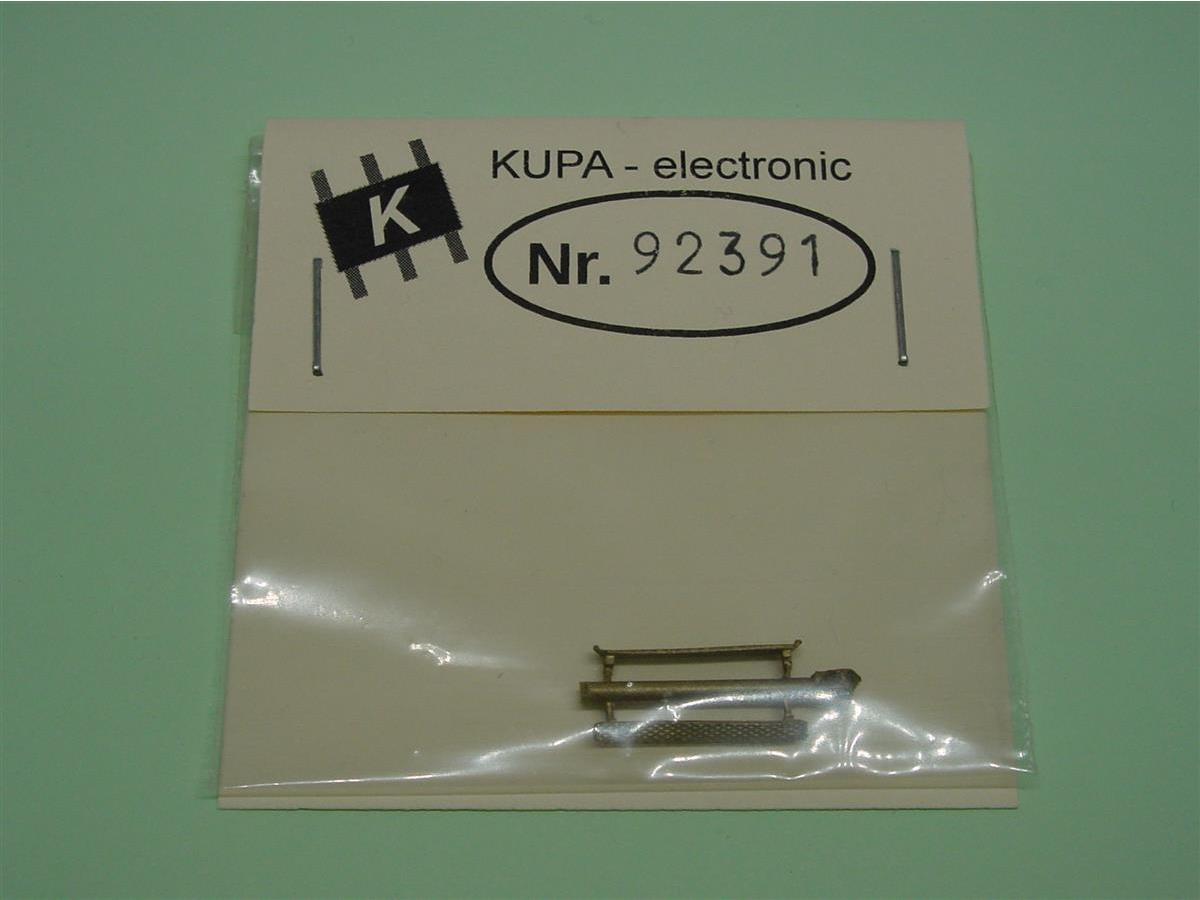 KUPA - electronic
K
Nr. 92391